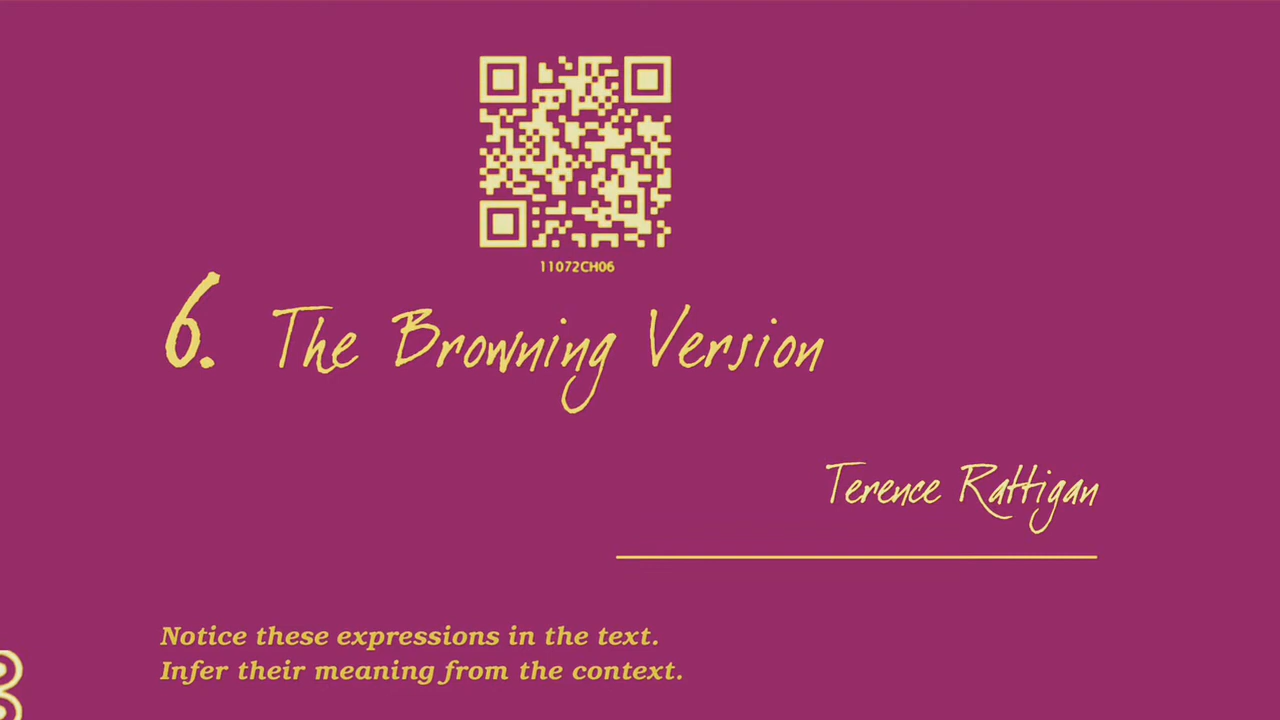 11072CH06
6. The Browning Version
Terence Rattigan
Notice these expressions in the text.
Infer their meaning from the context.